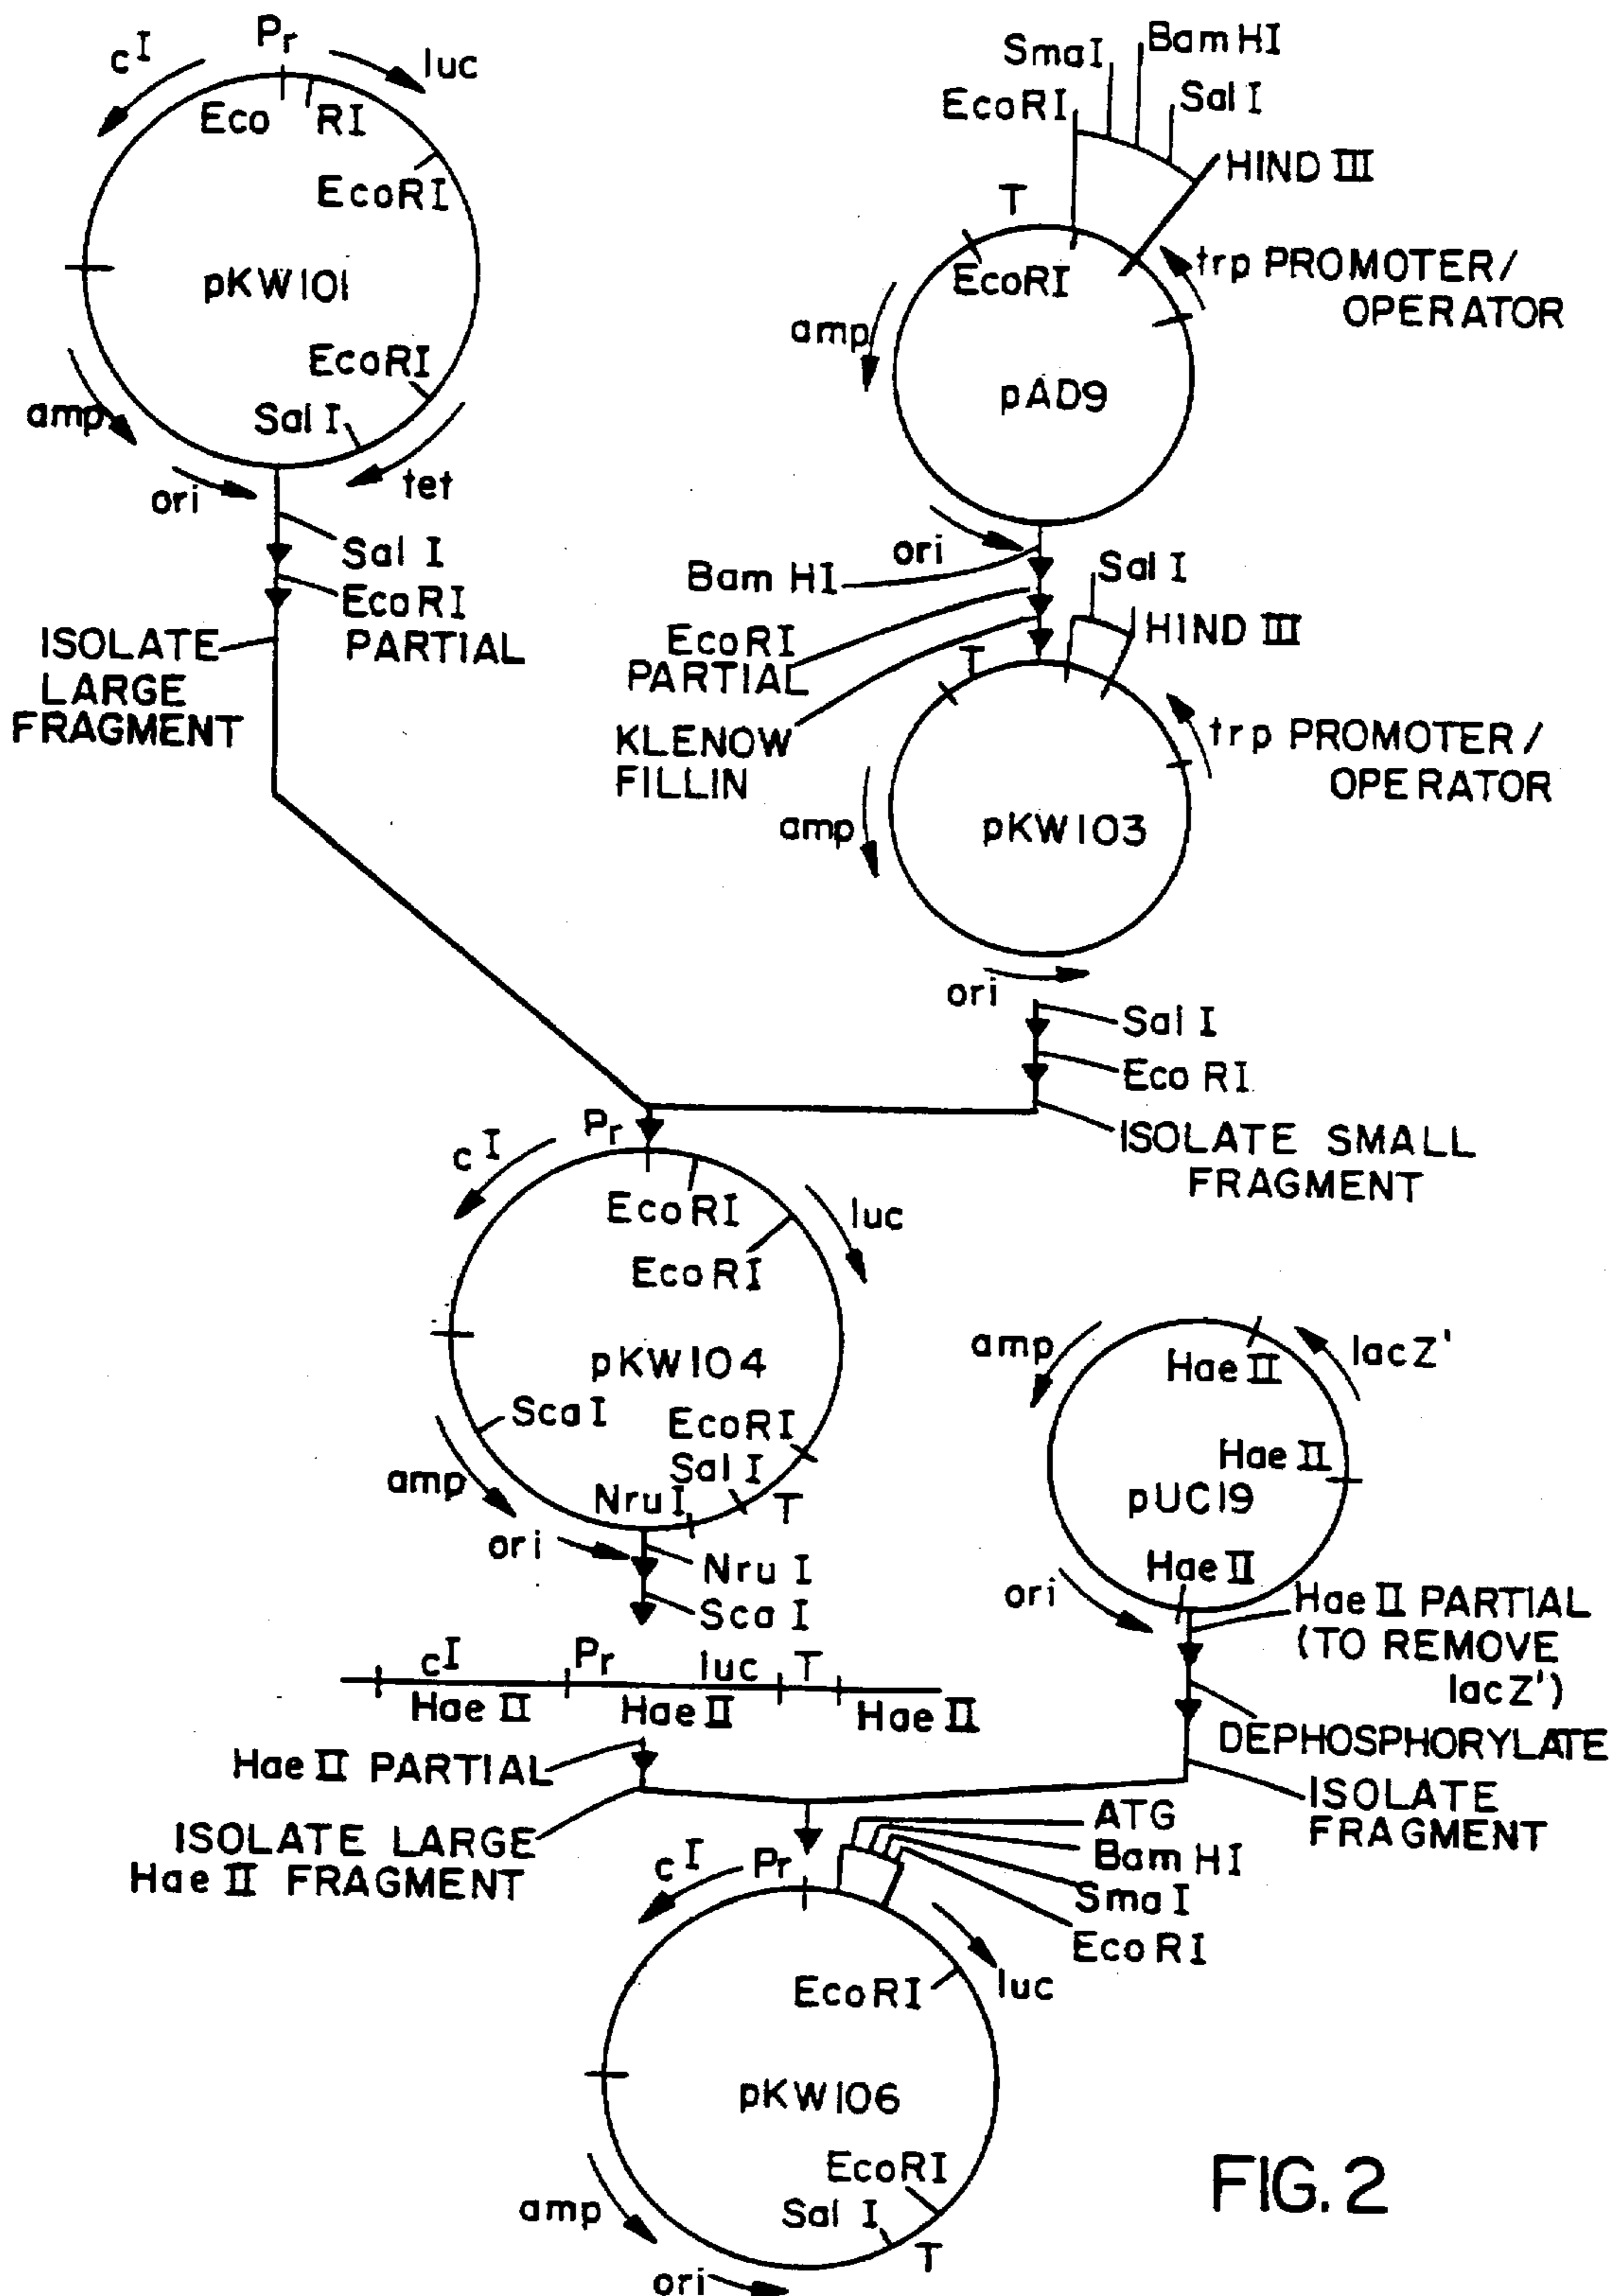 cI
Pr
luc
Eco RI
EcoRI
pKW101
EcoRI
Sal I
amp
ori
tet
Sal I
EcoRI
PARTIAL
ISOLATE
LARGE
FRAGMENT
SmaI
BamHI
EcoRI
Sal I
HIND III
T
EcoRI
trp PROMOTER/
OPERATOR
amp
pAD9
ori
Bam HI
EcoRI
PARTIAL
KLENOW
FILLIN
Sal I
HIND III
T
trp PROMOTER/
OPERATOR
amp
pKW103
ori
Sal I
Eco RI
ISOLATE SMALL
FRAGMENT
Pr
cI
EcoRI
luc
EcoRI
pKW104
ScaI
EcoRI
Sal I
amp
NruI
T
ori
Nru I
Sca I
amp
lacZ'
Hae II
Hae II
pUC19
Hae II
ori
Hae II PARTIAL
(TO REMOVE
lacZ')
DEPHOSPHORYLATE
ISOLATE
FRAGMENT
cI Pr luc T
Hae II Hae II Hae II
Hae II PARTIAL
ISOLATE LARGE
Hae II FRAGMENT
cI
Pr
ATG
Bam HI
Sma I
EcoRI
luc
EcoRI
pKW106
EcoRI
Sal I
T
amp
ori
FIG. 2